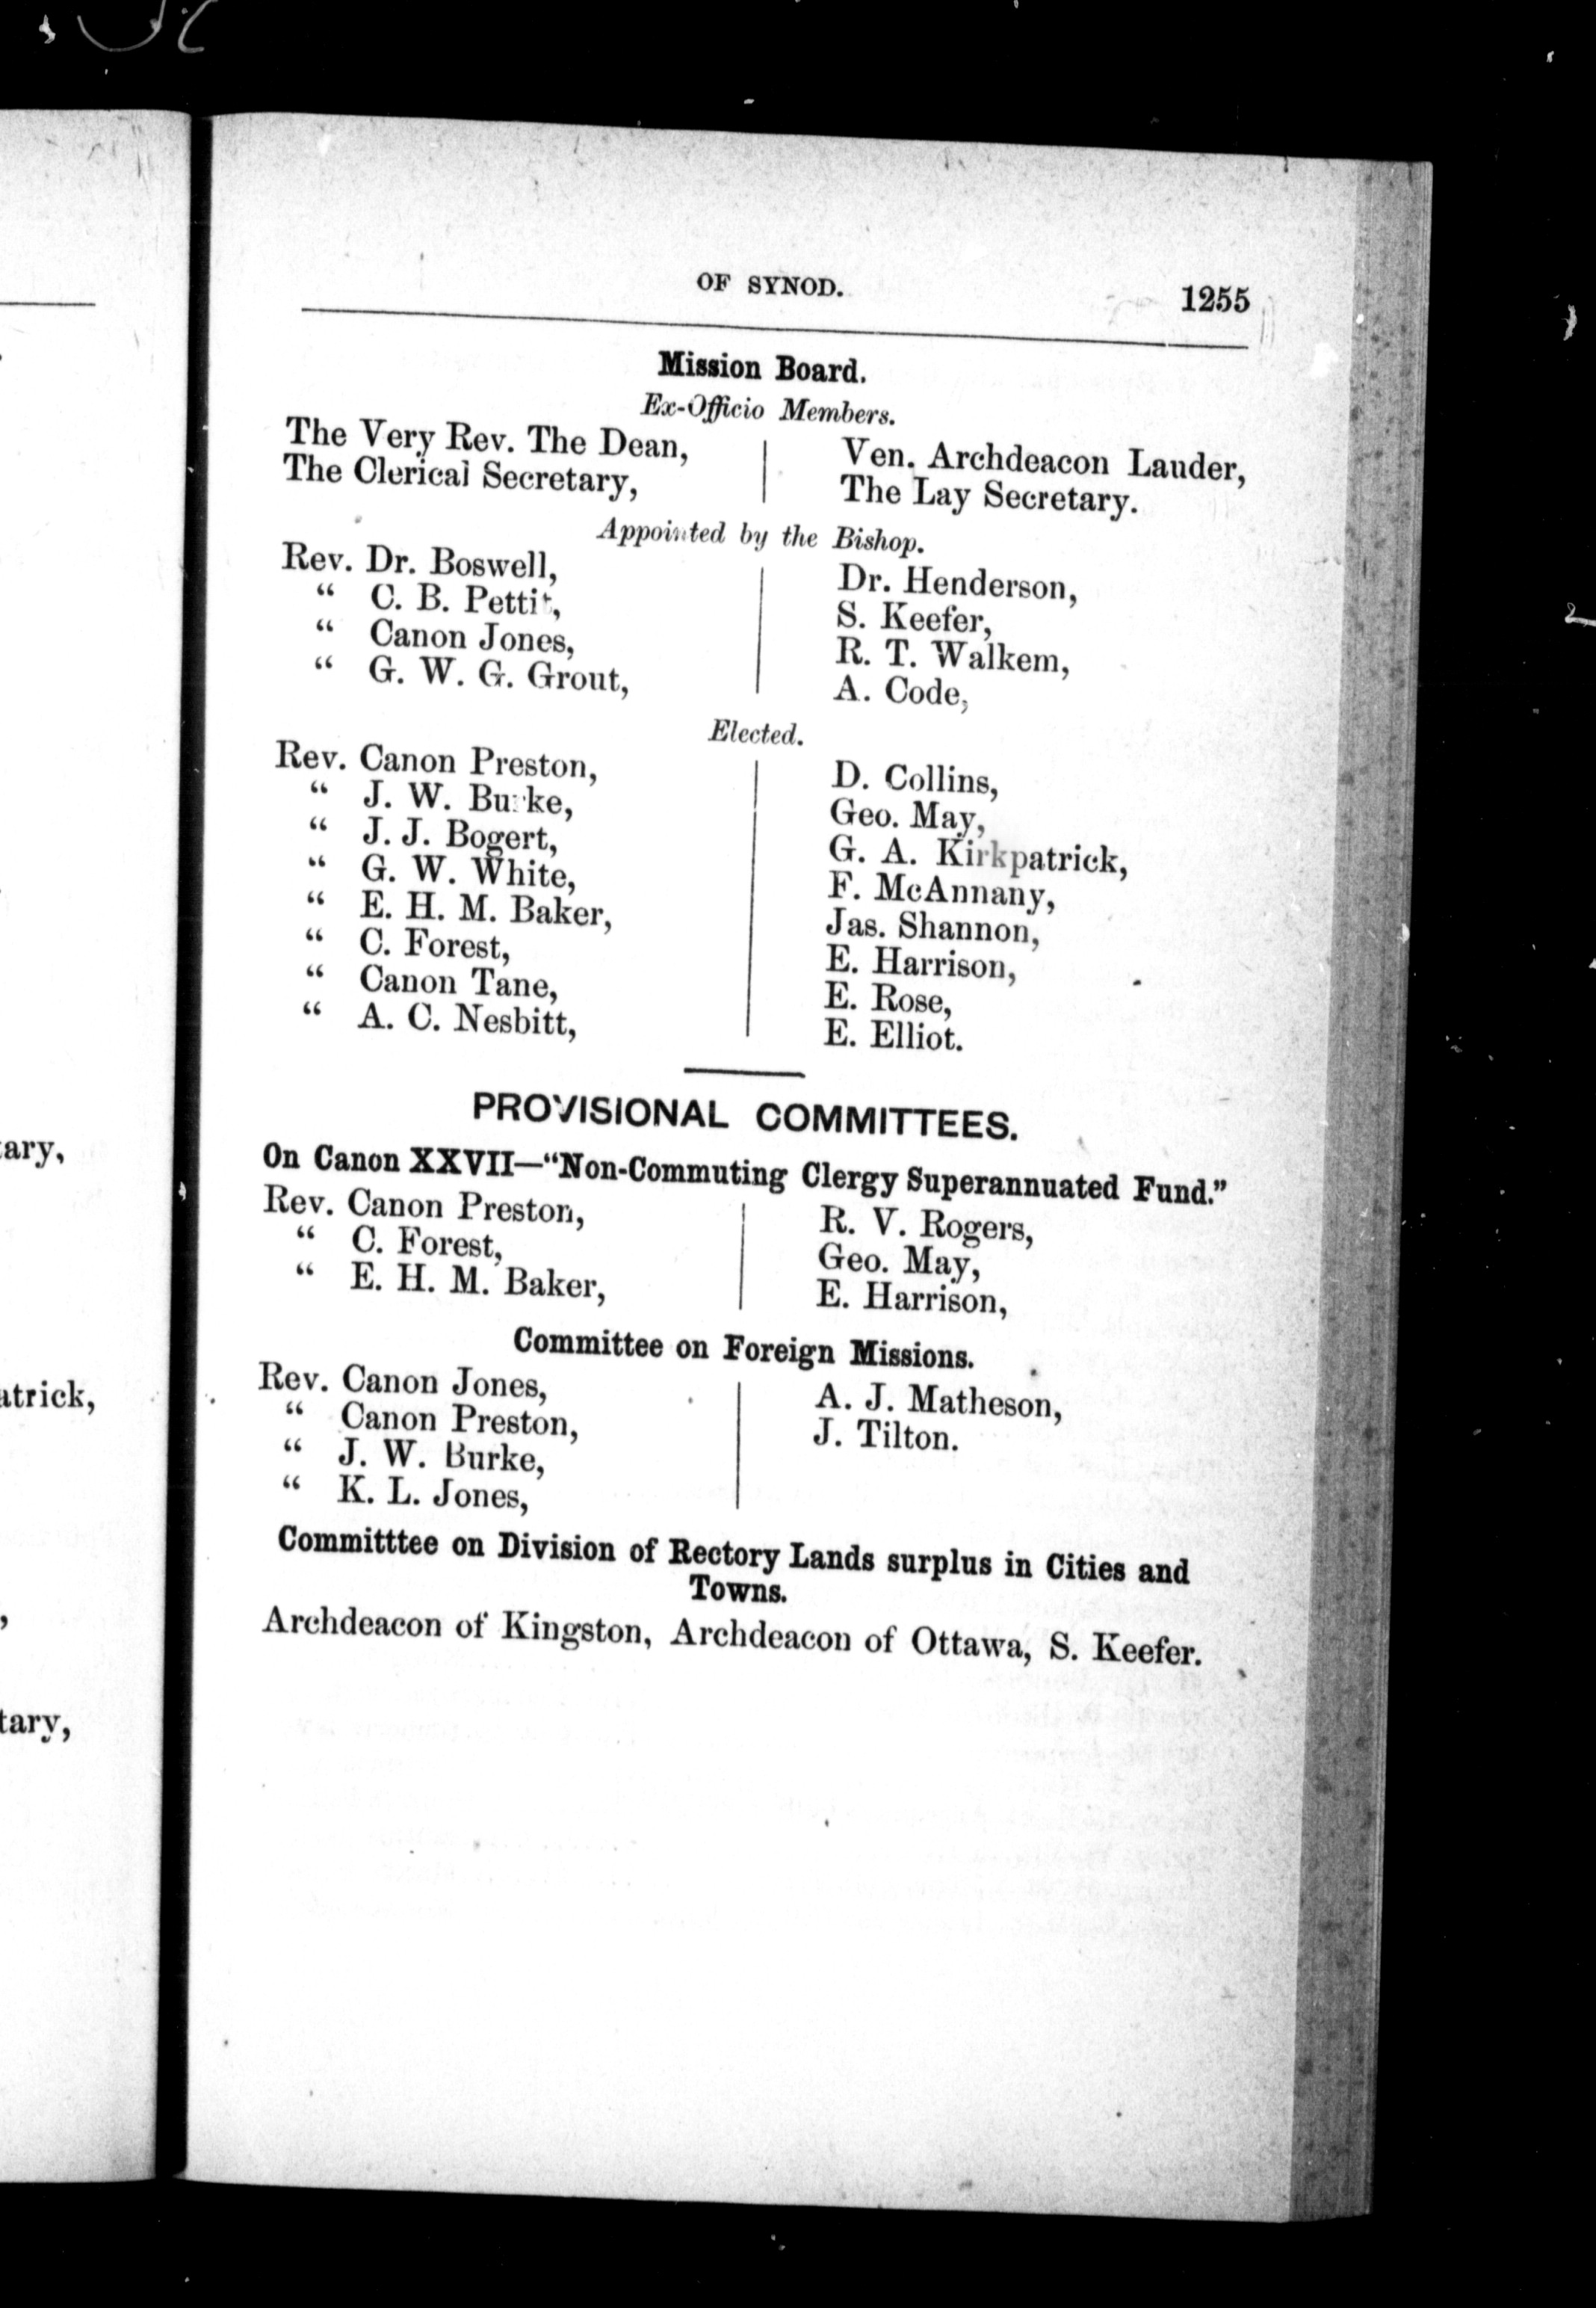 OF SYNOD. 1255
Mission Board.
Ex-Officio Members.
The Very Rev. The Dean, Ven. Archdeacon Lauder,
The Clerical Secretary, The Lay Secretary.
Appointed by the Bishop.
Rev. Dr. Boswell, Dr. Henderson,
“ C. B. Pettit, S. Keefer,
“ Canon Jones, R. T. Walkem,
“ G. W. G. Grout, A. Code,
Elected.
Rev. Canon Preston, D. Collins,
“ J. W. Burke, Geo. May,
“ J. J. Bogert, G. A. Kirkpatrick,
“ G. W. White, F. McAnnany,
“ E. H. M. Baker, Jas. Shannon,
“ C. Forest, E. Harrison,
“ Canon Tane, E. Rose,
“ A. C. Nesbitt, E. Elliot.
PROVISIONAL COMMITTEES.
On Canon XXVII—“Non-Commuting Clergy Superannuated Fund.”
Rev. Canon Preston, R. V. Rogers,
“ C. Forest, Geo. May,
“ E. H. M. Baker, E. Harrison,
Committee on Foreign Missions.
Rev. Canon Jones, A. J. Matheson,
“ Canon Preston, J. Tilton.
“ J. W. Burke,
“ K. L. Jones,
Committtee on Division of Rectory Lands surplus in Cities and
Towns.
Archdeacon of Kingston, Archdeacon of Ottawa, S. Keefer.